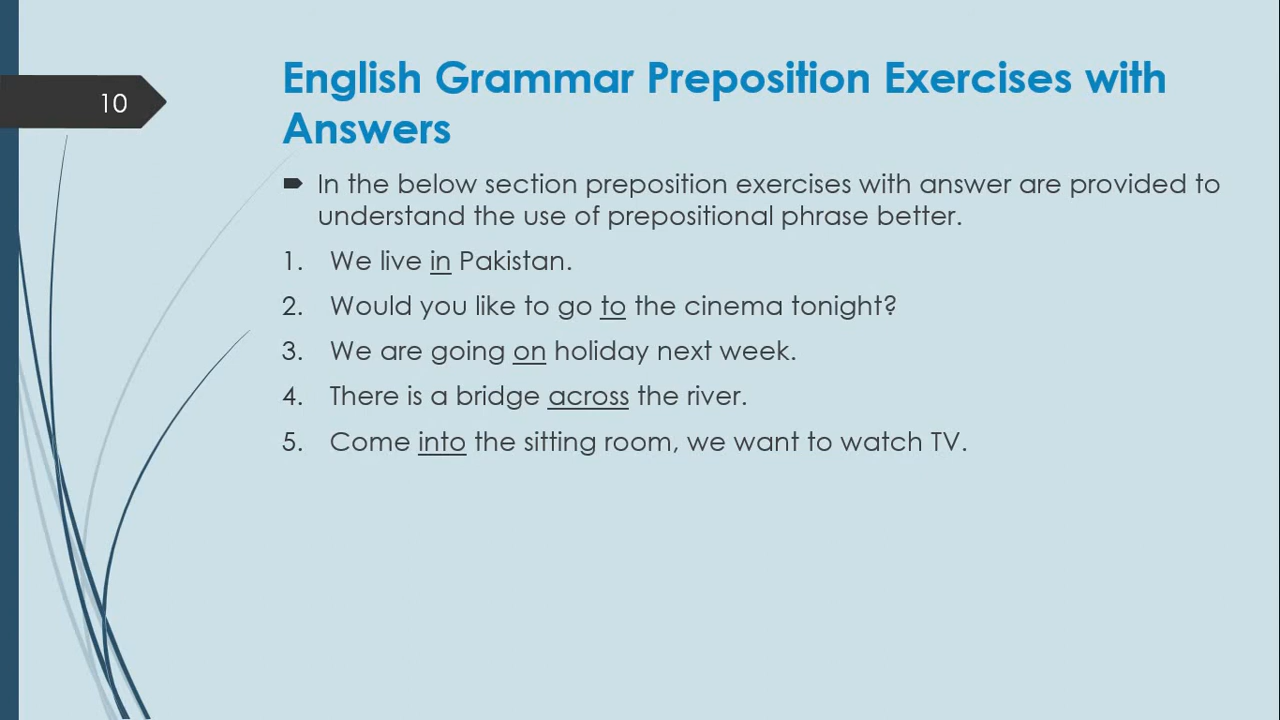 10
English Grammar Preposition Exercises with
Answers
In the below section preposition exercises with answer are provided to
understand the use of prepositional phrase better.
1. We live in Pakistan.
2. Would you like to go to the cinema tonight?
3. We are going on holiday next week.
4. There is a bridge across the river.
5. Come into the sitting room, we want to watch TV.